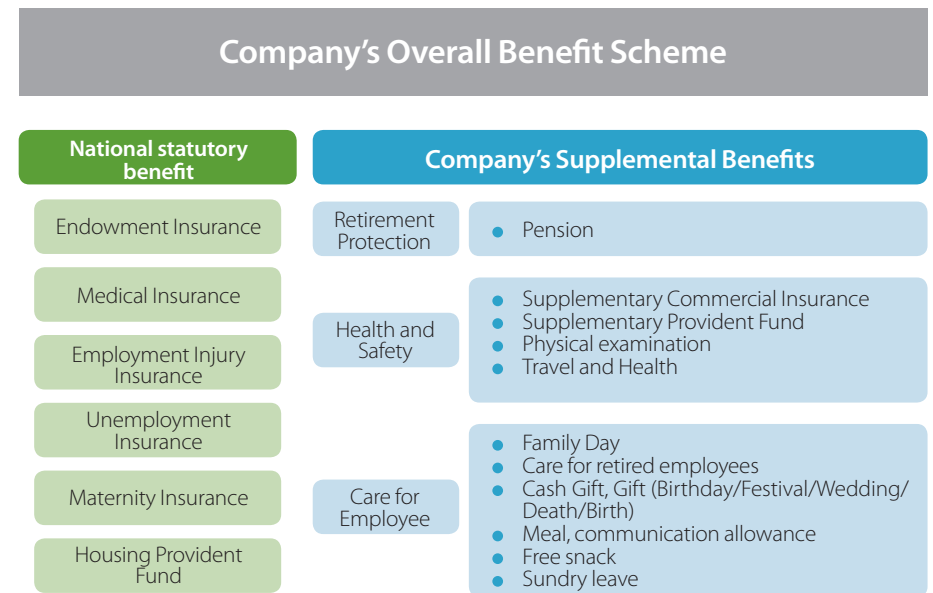 Company's Overall Benefit Scheme
National statutory
benefit
Endowment Insurance
Medical Insurance
Employment Injury
Insurance
Unemployment
Insurance
Maternity Insurance
Housing Provident
Fund
Company's Supplemental Benefits
Retirement
Protection
Pension
Health and
Safety
Supplementary Commercial Insurance
Supplementary Provident Fund
Physical examination
Travel and Health
Care for
Employee
Family Day
Care for retired employees
Cash Gift, Gift (Birthday/Festival/Wedding/
Death/Birth)
Meal, communication allowance
Free snack
Sundry leave